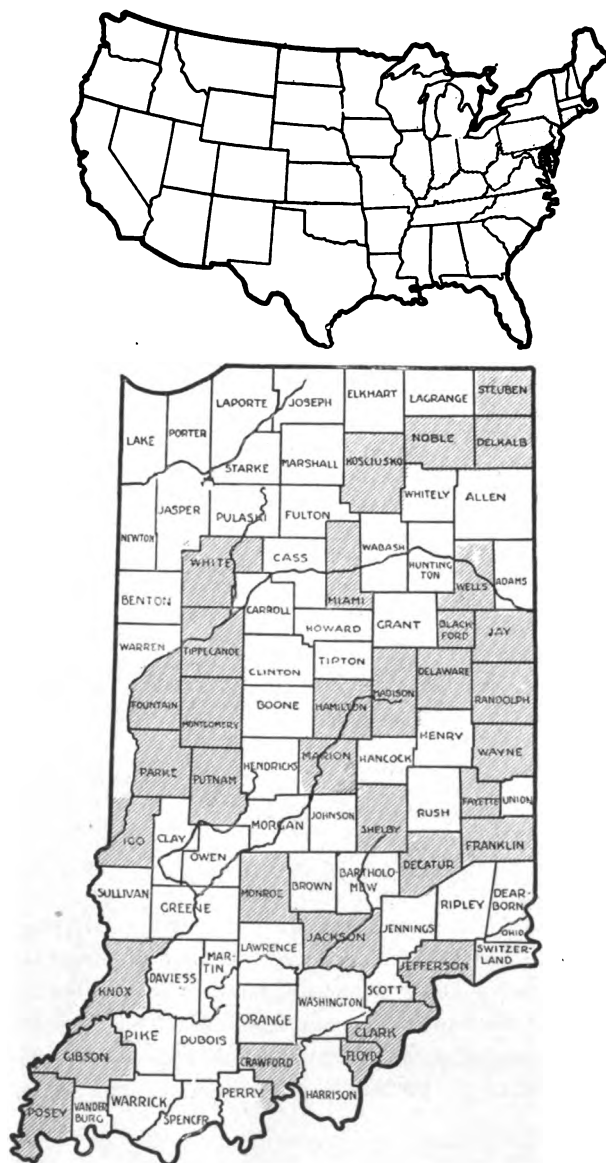 STEUBEN
LAPORTE JOSEPH ELKHART LAGRANGE
LAKE PORTER NOBLE DELKALB
STARKE MARSHALL KOSCIUSKO
WHITELY ALLEN
JASPER PULASKI FULTON
NEWTON WABASH
WHITE CASS HUNTING
TON
WELLS ADAMS
BENTON CARROLL MIAMI
HOWARD GRANT BLACK
FORD JAY
WARREN TIPPECANOE CLINTON TIPTON
FOUNTAIN MONTGOMERY BOONE HAMILTON MADISON DELAWARE RANDOLPH
HENRY
PARKE PUTNAM HENDRICKS MARION HANCOCK WAYNE
FAYETTE UNION
IGO CLAY MORGAN JOHNSON SHELBY RUSH
OWEN FRANKLIN
DECATUR
SULLIVAN GREENE MONROE BROWN BARTHOLO-
MEW
RIPLEY DEAR-
BORN
JENNINGS OHIO
LAWRENCE JACKSON SWITZER-
LAND
KNOX DAVIESS MAR-
TIN
JEFFERSON
SCOTT
WASHINGTON
ORANGE
PIKE DUBOIS CLARK
GIBSON CRAWFORD FLOYD
POSEY VANDER
BURG
WARRICK SPENCER PERRY HARRISON